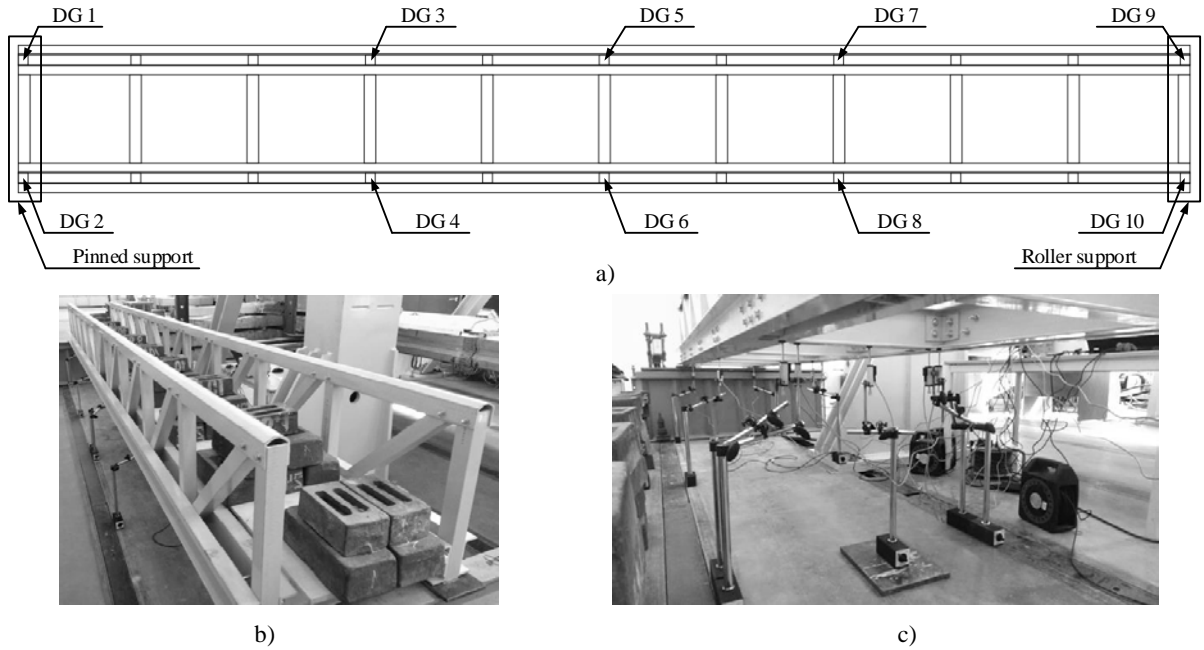 DG 1
DG 3
DG 5
DG 7
DG 9
DG 2
DG 4
DG 6
DG 8
DG 10
Pinned support
Roller support
a)
b)
c)